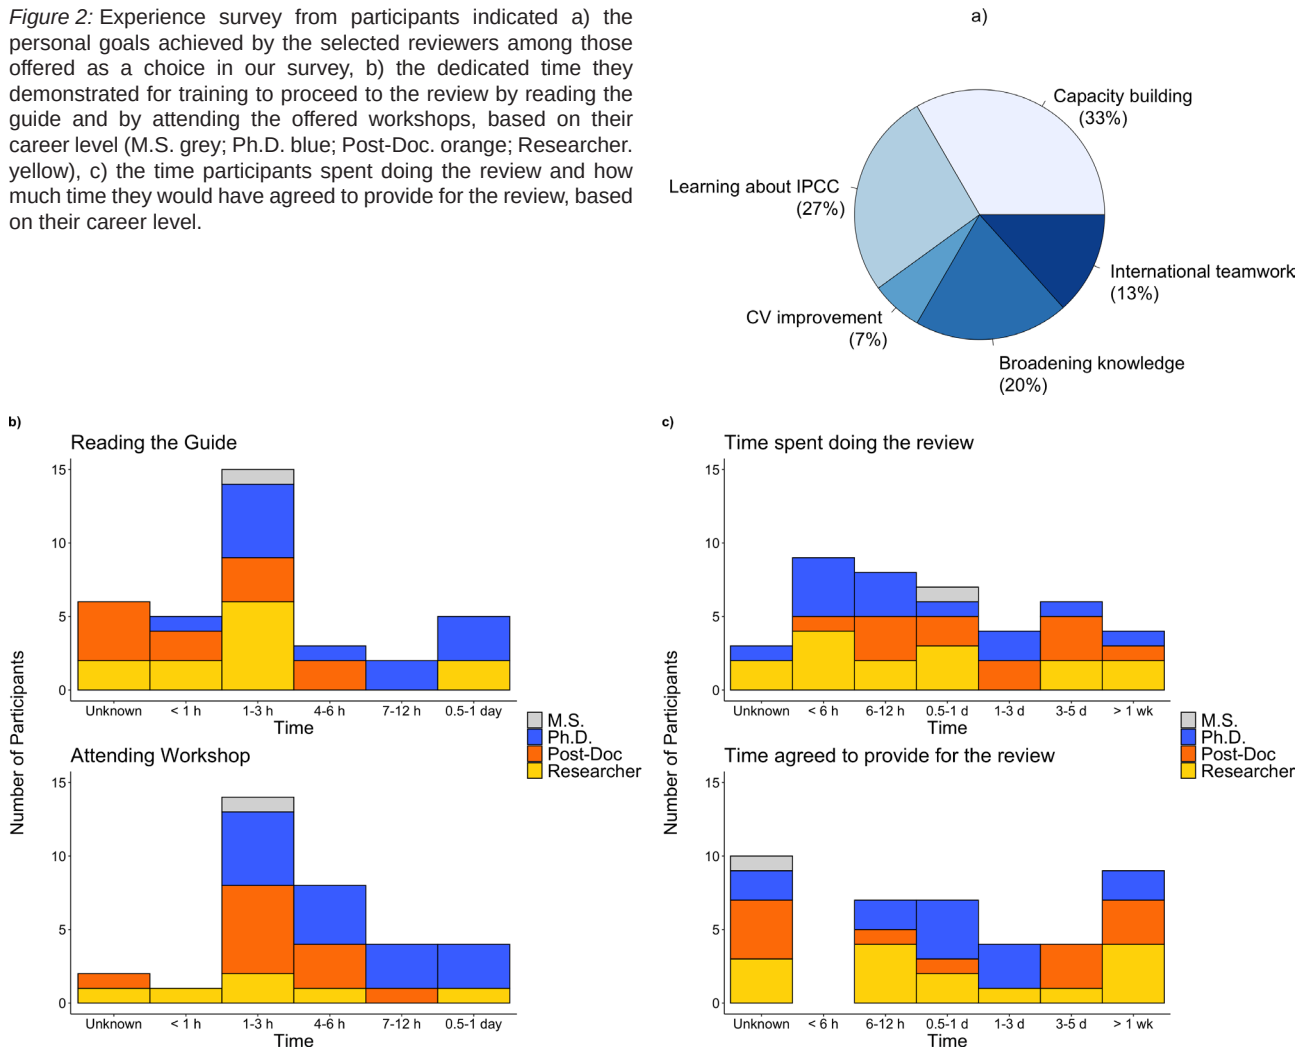 Figure 2: Experience survey from participants indicated a) the
personal goals achieved by the selected reviewers among those
offered as a choice in our survey, b) the dedicated time they
demonstrated for training to proceed to the review by reading the
guide and by attending the offered workshops, based on their
career level (M.S. grey; Ph.D. blue; Post-Doc. orange; Researcher.
yellow), c) the time participants spent doing the review and how
much time they would have agreed to provide for the review, based
on their career level.
a)
Capacity building
(33%)
Learning about IPCC
(27%)
CV improvement
(7%)
Broadening knowledge
(20%)
International teamwork
(13%)
b)
Reading the Guide
15
10
5
0
Unknown < 1 h 1-3 h 4-6 h 7-12 h 0.5-1 day
Time
Number of Participants
M.S.
Ph.D.
Post-Doc
Researcher
Attending Workshop
15
10
5
0
Unknown < 1 h 1-3 h 4-6 h 7-12 h 0.5-1 day
Time
c)
Time spent doing the review
15
10
5
0
Unknown < 6 h 6-12 h 0.5-1 d 1-3 d 3-5 d > 1 wk
Time
Number of Participants
M.S.
Ph.D.
Post-Doc
Researcher
Time agreed to provide for the review
15
10
5
0
Unknown < 6 h 6-12 h 0.5-1 d 1-3 d 3-5 d > 1 wk
Time